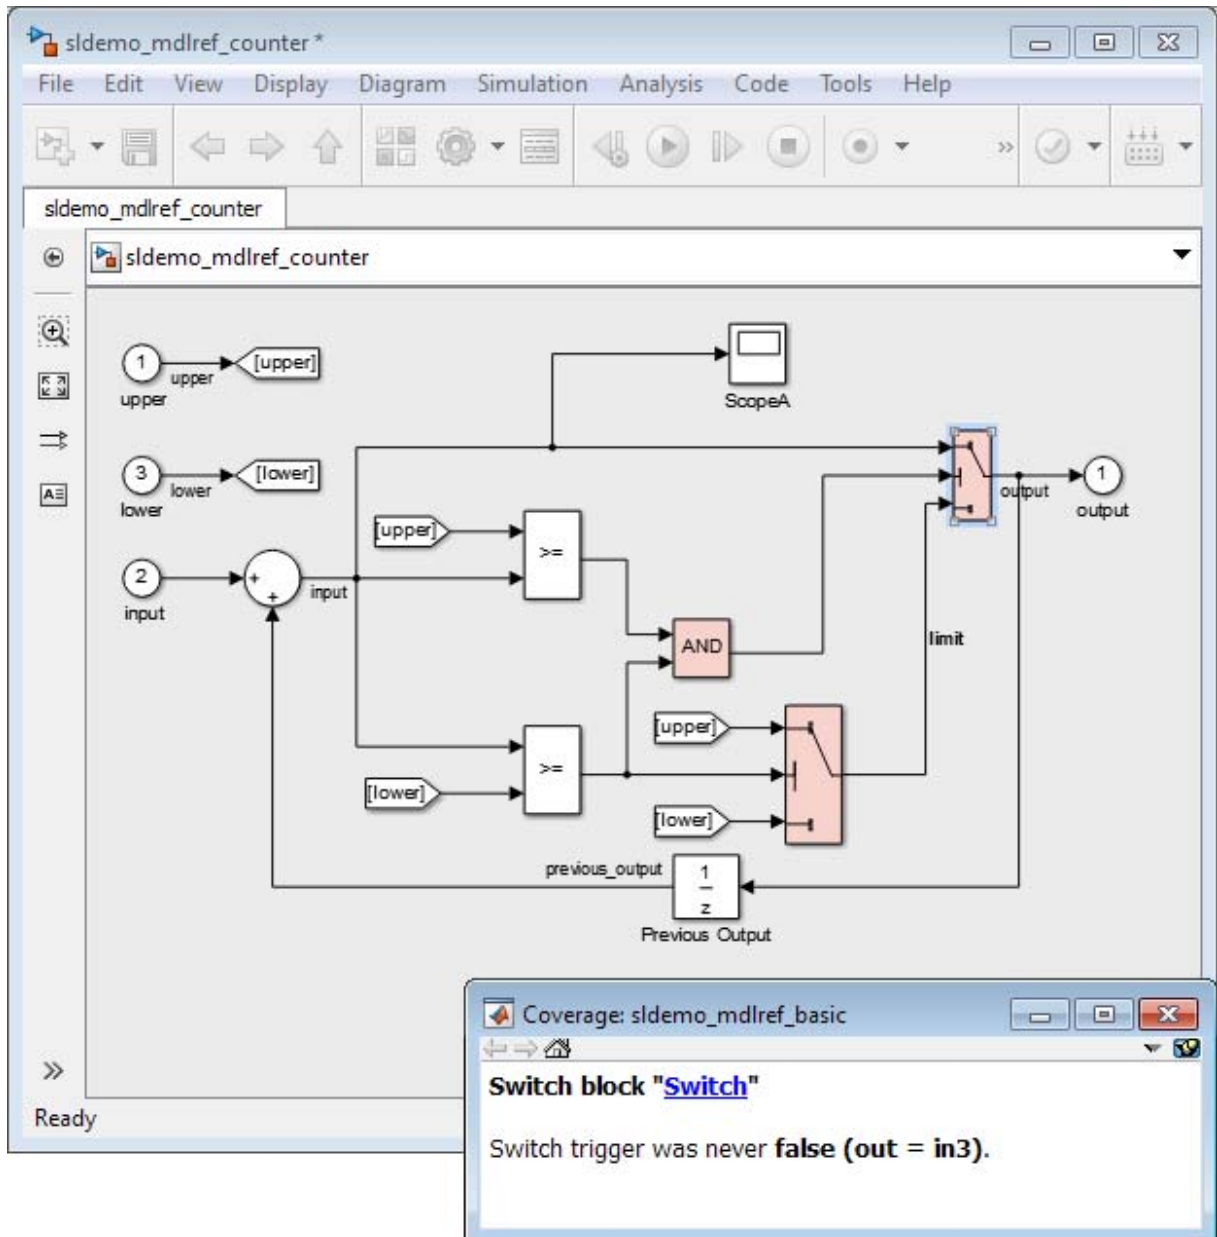 sldemo_mdlref_counter *
File Edit View Display Diagram Simulation Analysis Code Tools Help
sldemo_mdlref_counter
sldemo_mdlref_counter
1
upper
upper
[upper]
ScopeA
3
lower
lower
[lower]
output
1
output
[upper]
>=
2
input
+
+
input
AND
limit
[upper]
>=
[lower]
[lower]
previous_output
1
z
Previous Output
Ready
Coverage: sldemo_mdlref_basic
Switch block "Switch"
Switch trigger was never false (out = in3).